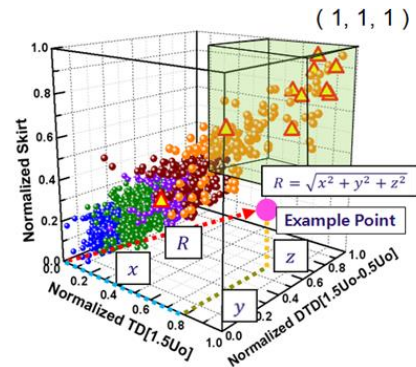 ( 1, 1, 1 )
1.0
0.8
0.6
0.4
0.2
0.0
Normalized Skirt
R = √x² + y² + z²
Example Point
R
x
y
z
0.0
0.2
0.4
0.6
0.8
1.0
Normalized TD[1.5Uo]
0.0
0.2
0.4
0.6
0.8
1.0
Normalized DTD[1.5Uo-0.5Uo]